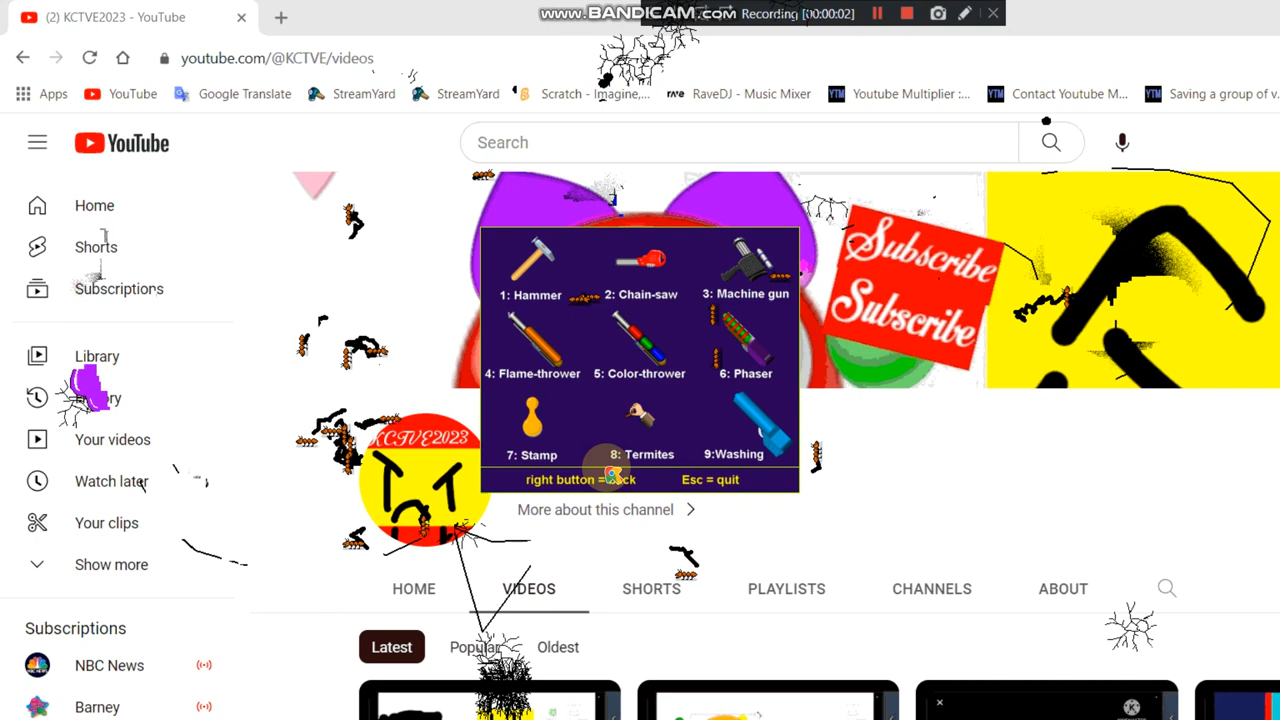 (2) KCTVE2023 - YouTube
www.BANDICAM.com Recording [00:00:02]
youtube.com/@KCTVE/videos
Apps YouTube Google Translate StreamYard StreamYard Scratch - Imagine,... RAVE RaveDJ - Music Mixer YTM Youtube Multiplier :... YTM Contact Youtube M... YTM Saving a group of v
YouTube
Search
Home
Shorts
Subscriptions
Library
Your videos
Watch later
Your clips
Show more
Subscriptions
NBC News
Barney
Subscribe
Subscribe
1: Hammer 2: Chain-saw 3: Machine gun
4: Flame-thrower 5: Color-thrower 6: Phaser
7: Stamp 8: Termites 9:Washing
right button = Esc = quit
KCTVE2023
More about this channel
HOME VIDEOS SHORTS PLAYLISTS CHANNELS ABOUT
Latest Popular Oldest